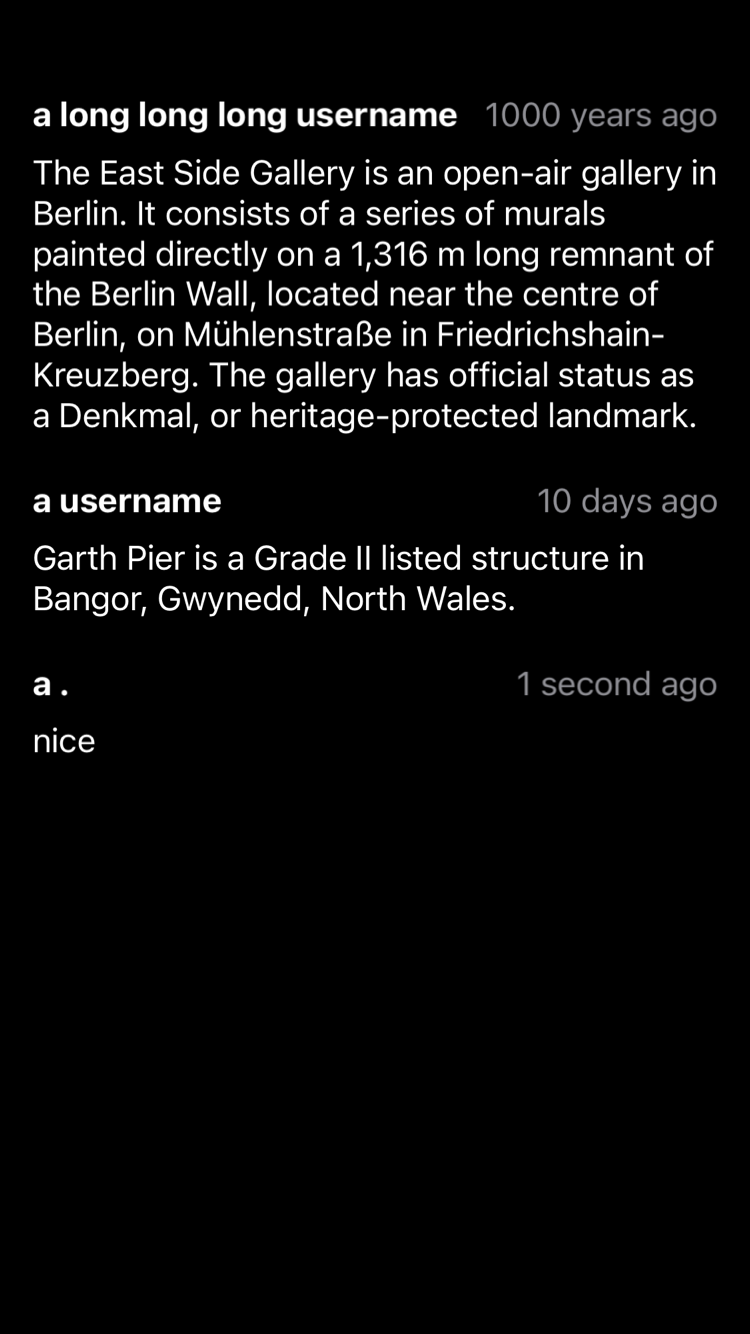 a long long long username 1000 years ago
The East Side Gallery is an open-air gallery in
Berlin. It consists of a series of murals
painted directly on a 1,316 m long remnant of
the Berlin Wall, located near the centre of
Berlin, on Mühlenstraße in Friedrichshain-
Kreuzberg. The gallery has official status as
a Denkmal, or heritage-protected landmark.
a username 10 days ago
Garth Pier is a Grade II listed structure in
Bangor, Gwynedd, North Wales.
a . 1 second ago
nice